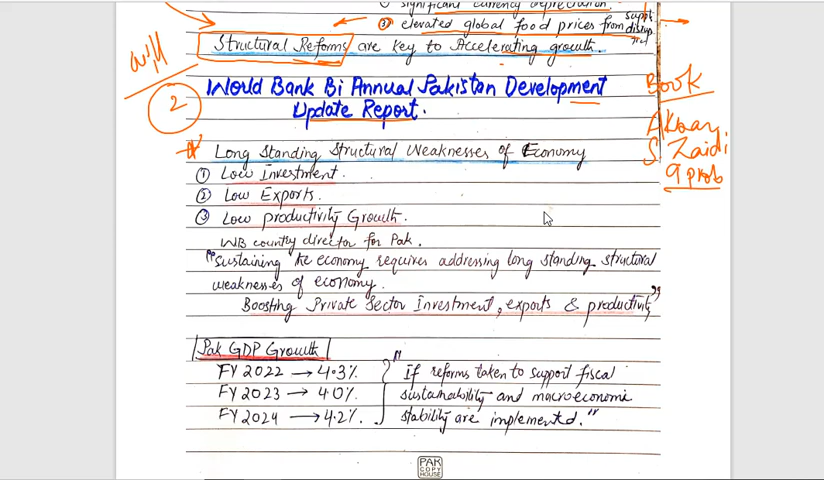 significant currency depreciation.
③ elevated global food prices from supply disrup
Structural Reforms are key to Accelerating growth.
②
World Bank Bi Annual Pakistan Development
Update Report.
Book
Akbar
S Zaidi
9 prob
Long Standing Structural Weaknesses of Economy
① Low Investment.
② Low Exports.
③ Low productivity Growth.
WB country director for Pak.
"Sustaining the economy requires addressing long standing structural
weaknesses of economy.
Boosting Private Sector Investment, exports & productivity"
Pak GDP Growth
FY 2022 → 4.3%
FY 2023 → 4.0%
FY 2024 → 4.2%.
"If reforms taken to support fiscal
sustainability and macroeconomic
stability are implemented."
PAK
COPY
HOUSE